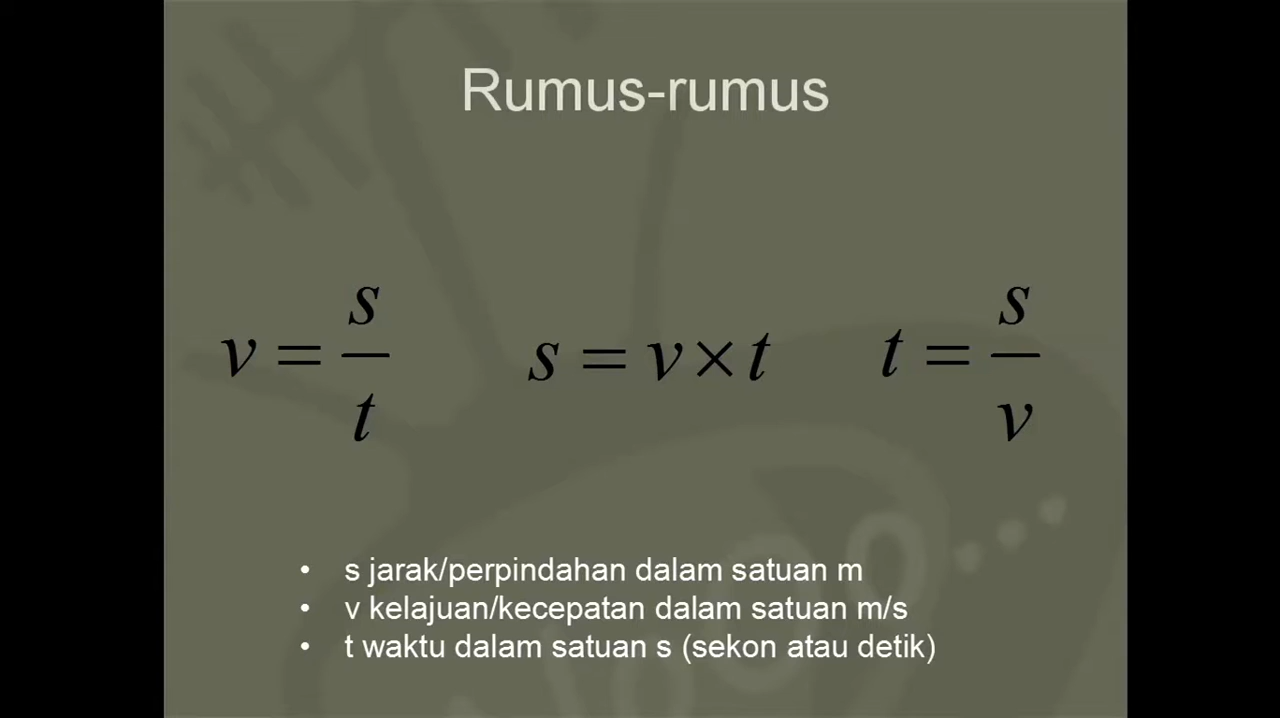 Rumus-rumus
v = s/t
s = v × t
t = s/v
• s jarak/perpindahan dalam satuan m
• v kelajuan/kecepatan dalam satuan m/s
• t waktu dalam satuan s (sekon atau detik)